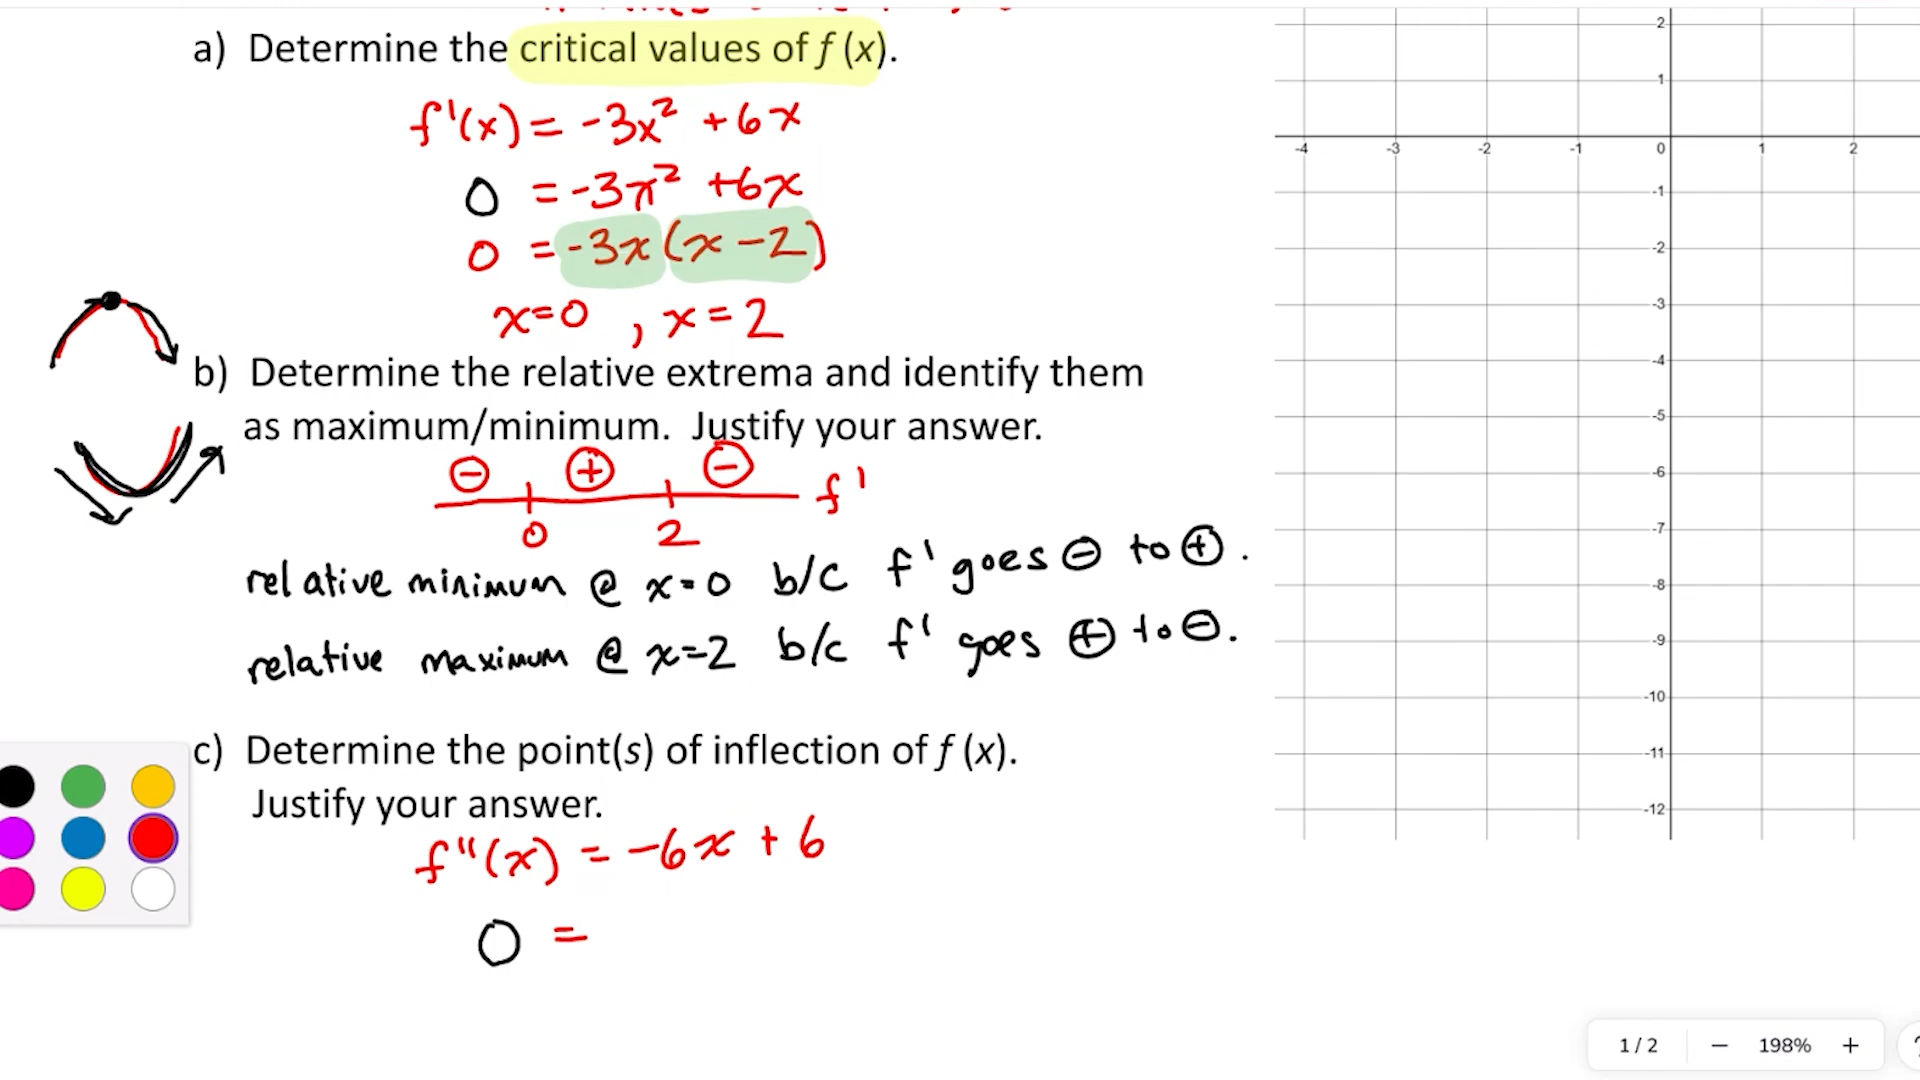 a) Determine the critical values of f (x).
f'(x) = -3x² + 6x
0 = -3x² + 6x
0 = -3x (x - 2)
x=0 , x=2
b) Determine the relative extrema and identify them
as maximum/minimum. Justify your answer.
⊖ ⊕ ⊖
f'
0 2
relative minimum @ x=0 b/c f' goes ⊖ to ⊕.
relative maximum @ x=2 b/c f' goes ⊕ to ⊖.
c) Determine the point(s) of inflection of f (x).
Justify your answer.
f''(x) = -6x + 6
0 =
2
1
-4 -3 -2 -1 0 1 2
-1
-2
-3
-4
-5
-6
-7
-8
-9
-10
-11
-12
1 / 2 — 198% +